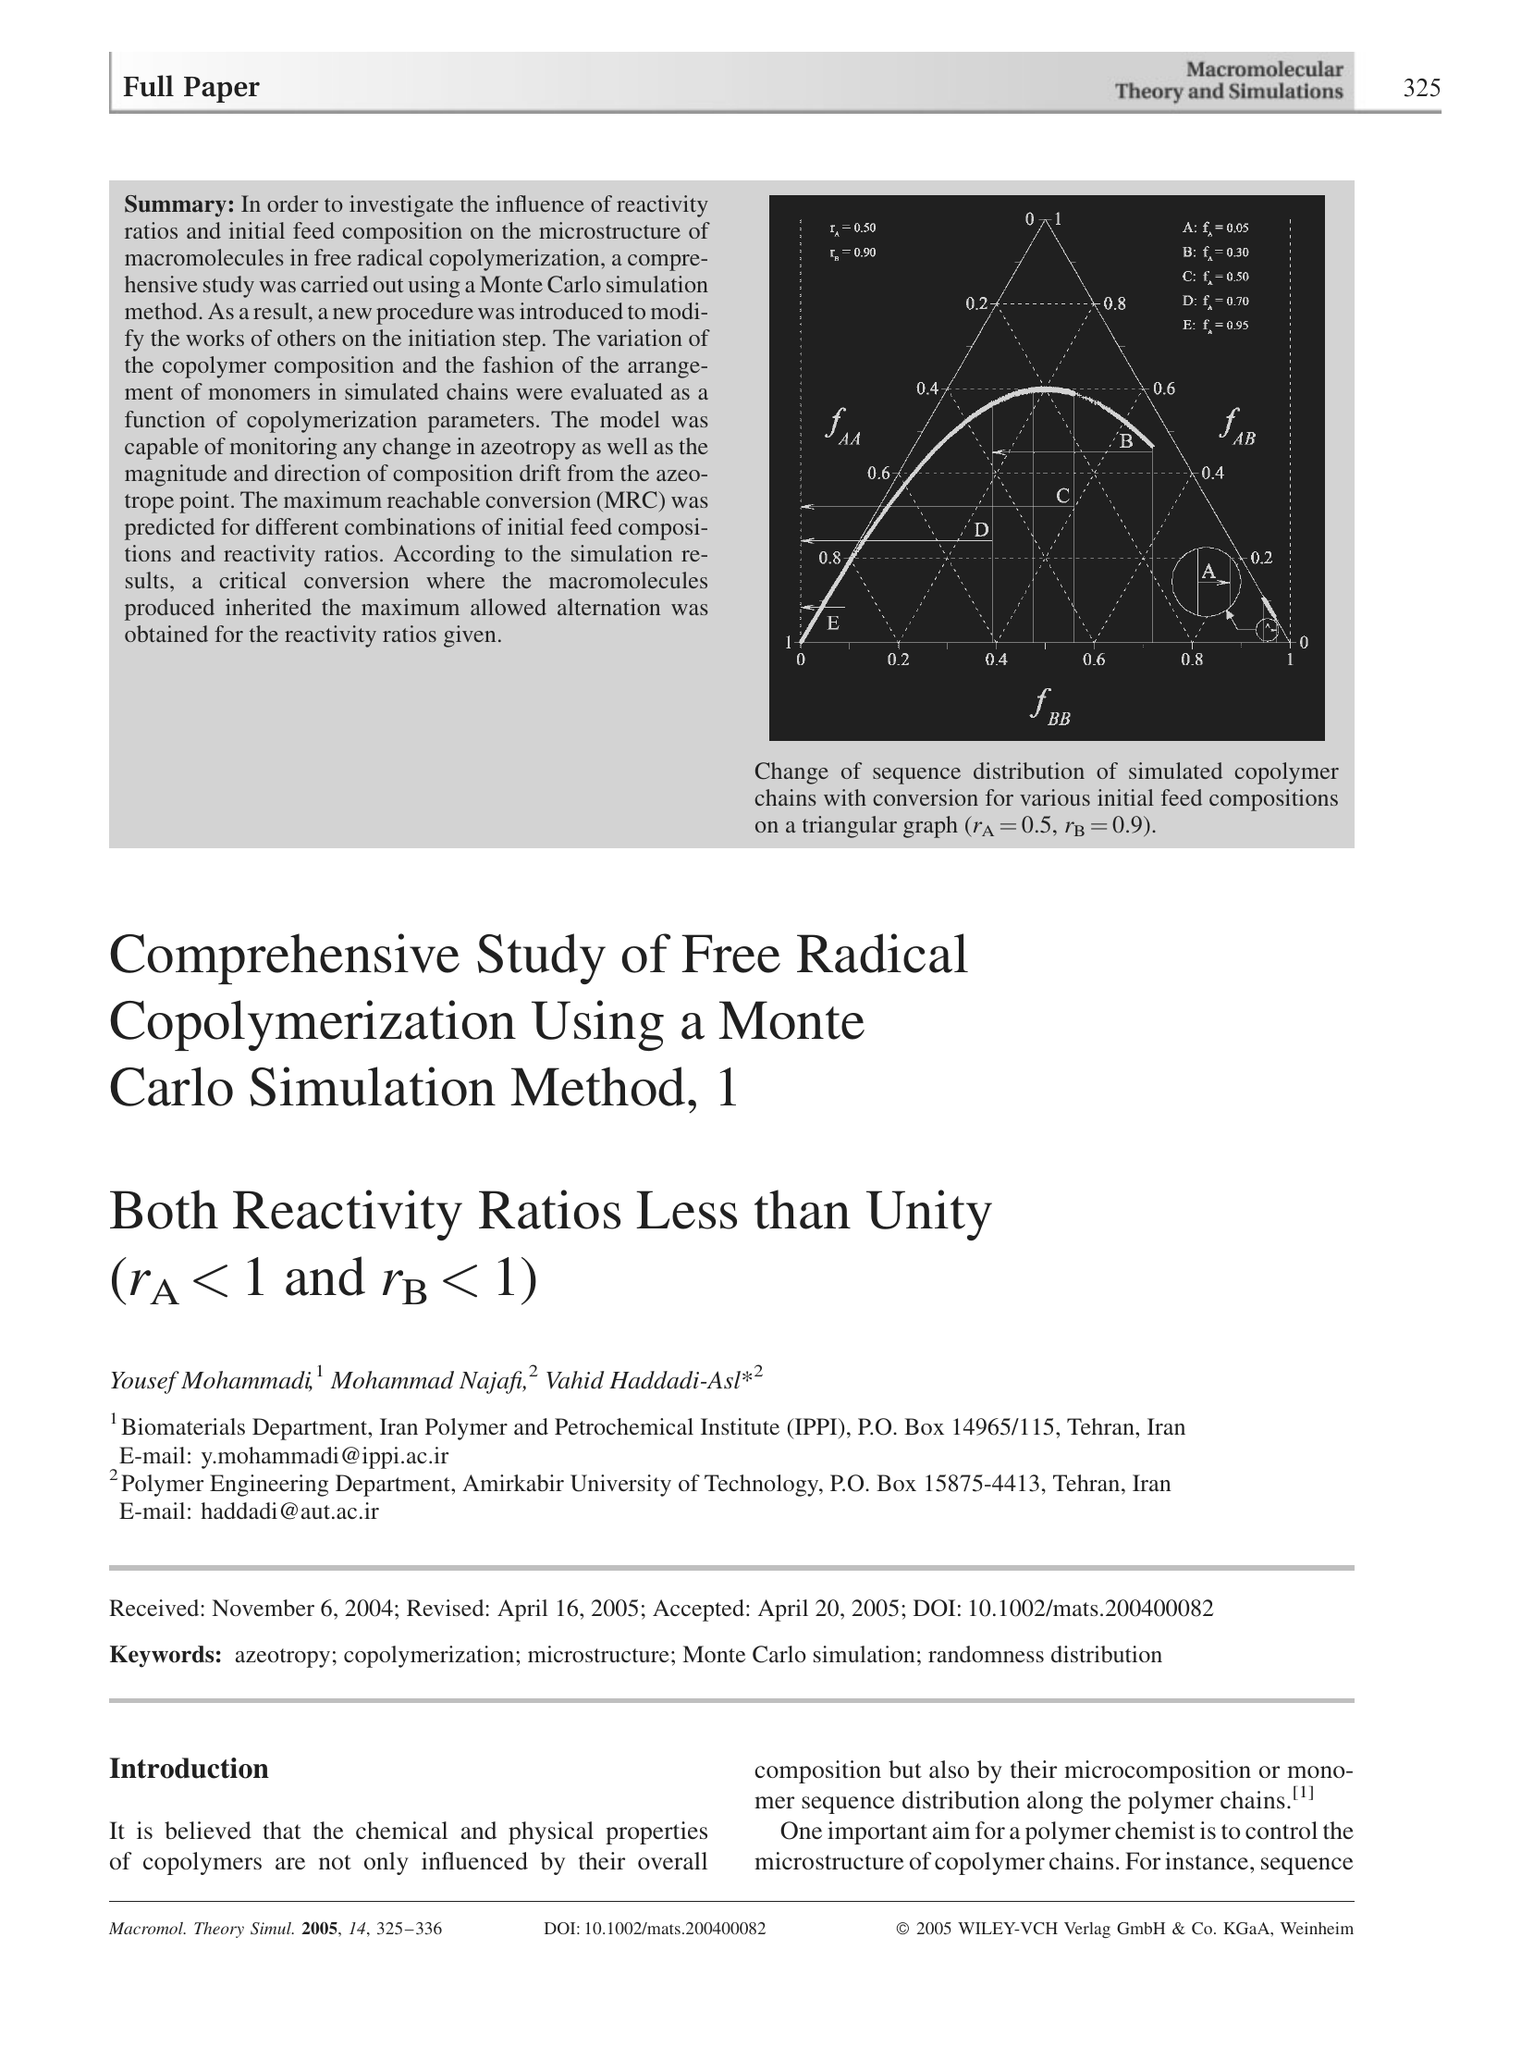 Full Paper
Macromolecular
Theory and Simulations
325
Summary: In order to investigate the influence of reactivity
ratios and initial feed composition on the microstructure of
macromolecules in free radical copolymerization, a compre-
hensive study was carried out using a Monte Carlo simulation
method. As a result, a new procedure was introduced to modi-
fy the works of others on the initiation step. The variation of
the copolymer composition and the fashion of the arrange-
ment of monomers in simulated chains were evaluated as a
function of copolymerization parameters. The model was
capable of monitoring any change in azeotropy as well as the
magnitude and direction of composition drift from the azeo-
trope point. The maximum reachable conversion (MRC) was
predicted for different combinations of initial feed composi-
tions and reactivity ratios. According to the simulation re-
sults, a critical conversion where the macromolecules
produced inherited the maximum allowed alternation was
obtained for the reactivity ratios given.
r_A = 0.50
r_B = 0.90
A: f_A = 0.05
B: f_A = 0.30
C: f_A = 0.50
D: f_A = 0.70
E: f_A = 0.95
0 1
0.2 0.8
0.4 0.6
f_AA f_AB
B
0.6 0.4
C
D
0.8 0.2
A
E
1 0
0 0.2 0.4 0.6 0.8 1
f_BB
Change of sequence distribution of simulated copolymer
chains with conversion for various initial feed compositions
on a triangular graph (r_A = 0.5, r_B = 0.9).
Comprehensive Study of Free Radical
Copolymerization Using a Monte
Carlo Simulation Method, 1
Both Reactivity Ratios Less than Unity
(r_A < 1 and r_B < 1)
Yousef Mohammadi,¹ Mohammad Najafi,² Vahid Haddadi-Asl*²
¹ Biomaterials Department, Iran Polymer and Petrochemical Institute (IPPI), P.O. Box 14965/115, Tehran, Iran
E-mail: y.mohammadi@ippi.ac.ir
² Polymer Engineering Department, Amirkabir University of Technology, P.O. Box 15875-4413, Tehran, Iran
E-mail: haddadi@aut.ac.ir
Received: November 6, 2004; Revised: April 16, 2005; Accepted: April 20, 2005; DOI: 10.1002/mats.200400082
Keywords: azeotropy; copolymerization; microstructure; Monte Carlo simulation; randomness distribution
Introduction
It is believed that the chemical and physical properties
of copolymers are not only influenced by their overall
composition but also by their microcomposition or mono-
mer sequence distribution along the polymer chains.[1]
One important aim for a polymer chemist is to control the
microstructure of copolymer chains. For instance, sequence
Macromol. Theory Simul. 2005, 14, 325–336
DOI: 10.1002/mats.200400082
© 2005 WILEY-VCH Verlag GmbH & Co. KGaA, Weinheim